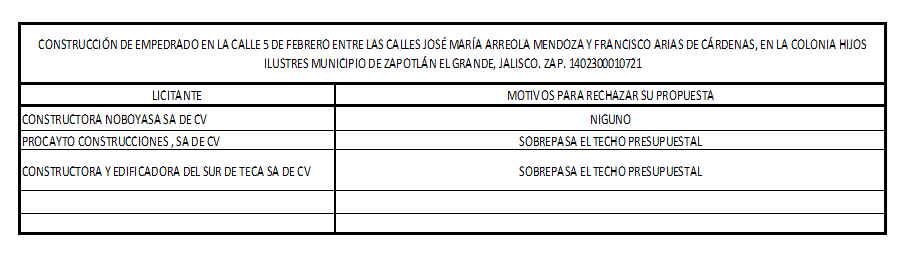 CONSTRUCCIÓN DE EMPEDRADO EN LA CALLE 5 DE FEBRERO ENTRE LAS CALLES JOSÉ MARÍA ARREOLA MENDOZA Y FRANCISCO ARIAS DE CÁRDENAS, EN LA COLONIA HIJOS
ILUSTRES MUNICIPIO DE ZAPOTLÁN EL GRANDE, JALISCO. ZAP. 1402300010721
LICITANTE MOTIVOS PARA RECHAZAR SU PROPUESTA
CONSTRUCTORA NOBOYASA SA DE CV NIGUNO
PROCAYTO CONSTRUCCIONES , SA DE CV SOBREPASA EL TECHO PRESUPUESTAL
CONSTRUCTORA Y EDIFICADORA DEL SUR DE TECA SA DE CV SOBREPASA EL TECHO PRESUPUESTAL